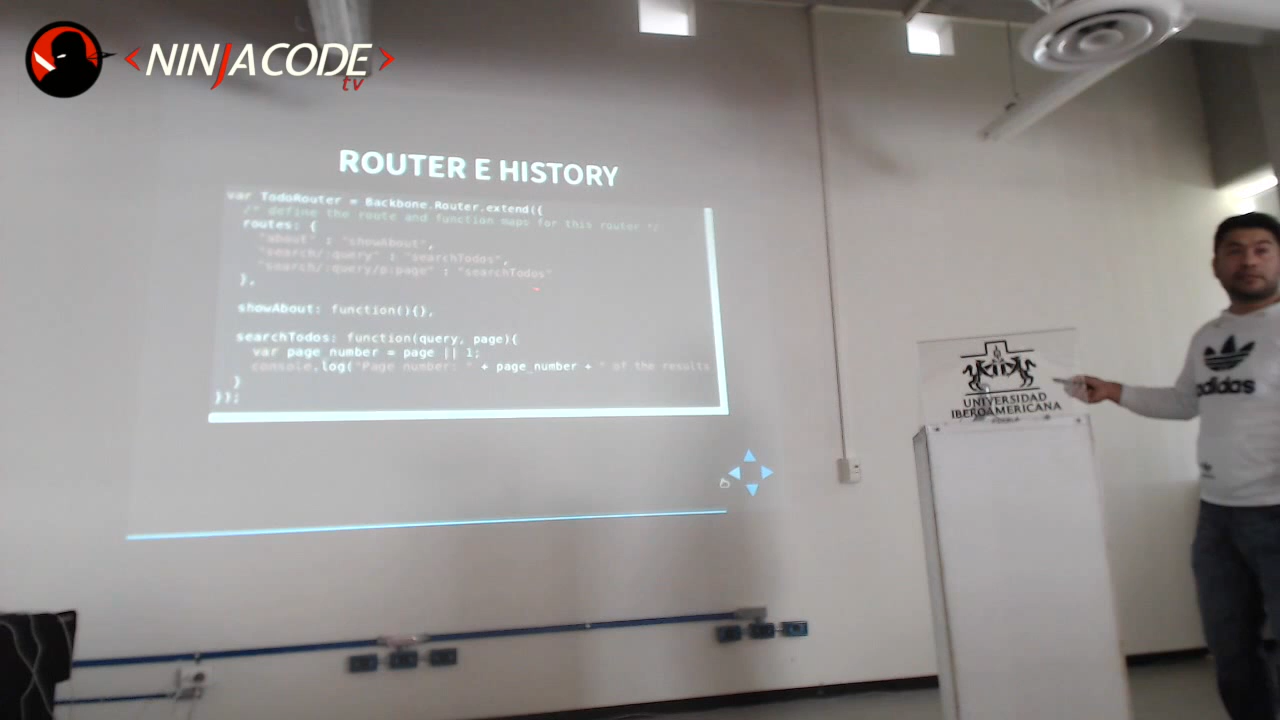 <NINJACODE>
tv
ROUTER E HISTORY
var TodoRouter = Backbone.Router.extend({
/* define the route and function maps for this router */
routes: {
"about" : "showAbout",
"search/:query" : "searchTodos",
"search/:query/p:page" : "searchTodos"
},
showAbout: function(){},
searchTodos: function(query, page){
var page_number = page || 1;
console.log("Page number: " + page_number + " of the results
}
});
UNIVERSIDAD
IBEROAMERICANA
PUEBLA
adidas